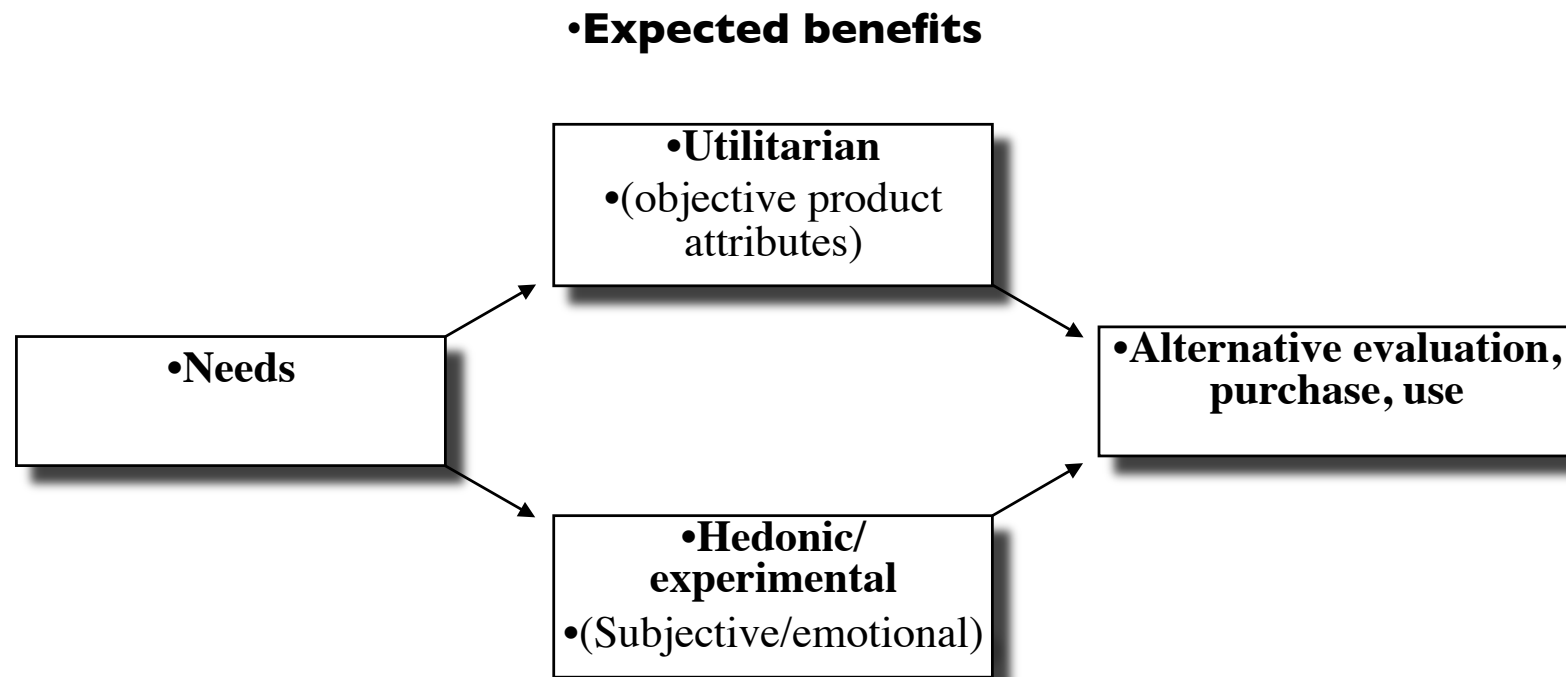 •Expected benefits
•Utilitarian
•(objective product
attributes)
•Needs
•Alternative evaluation,
purchase, use
•Hedonic/
experimental
•(Subjective/emotional)